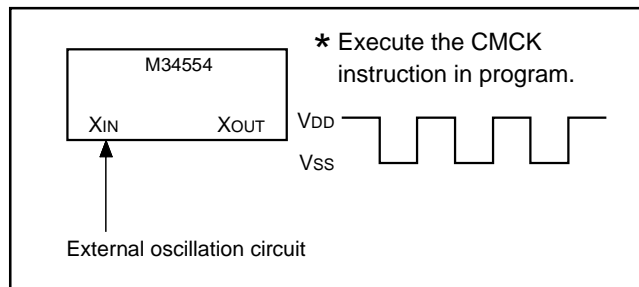 * Execute the CMCK
instruction in program.
M34554
XIN
XOUT
VDD
VSS
External oscillation circuit